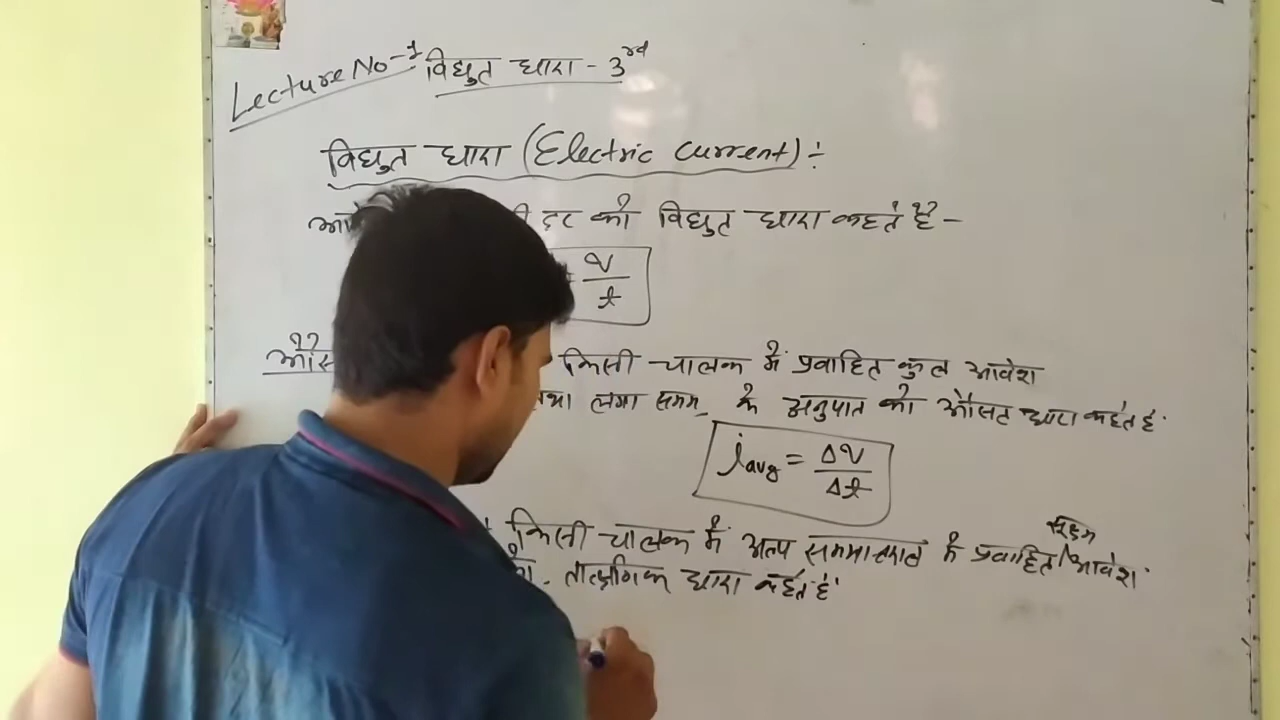 Lecture No-1 विद्युत धारा - 3rd
विद्युत धारा (Electric current) ÷
दर को विद्युत धारा कहते है -
q/t
किसी चालक में प्रवाहित कुल आवेश
तथा लगा समय के अनुपात को औसत धारा कहते है.
iavg = Δq/Δt
सूक्ष्म
किसी चालक में अल्प समयान्तराल में प्रवाहित आवेश
तात्क्षणिक धारा कहते है